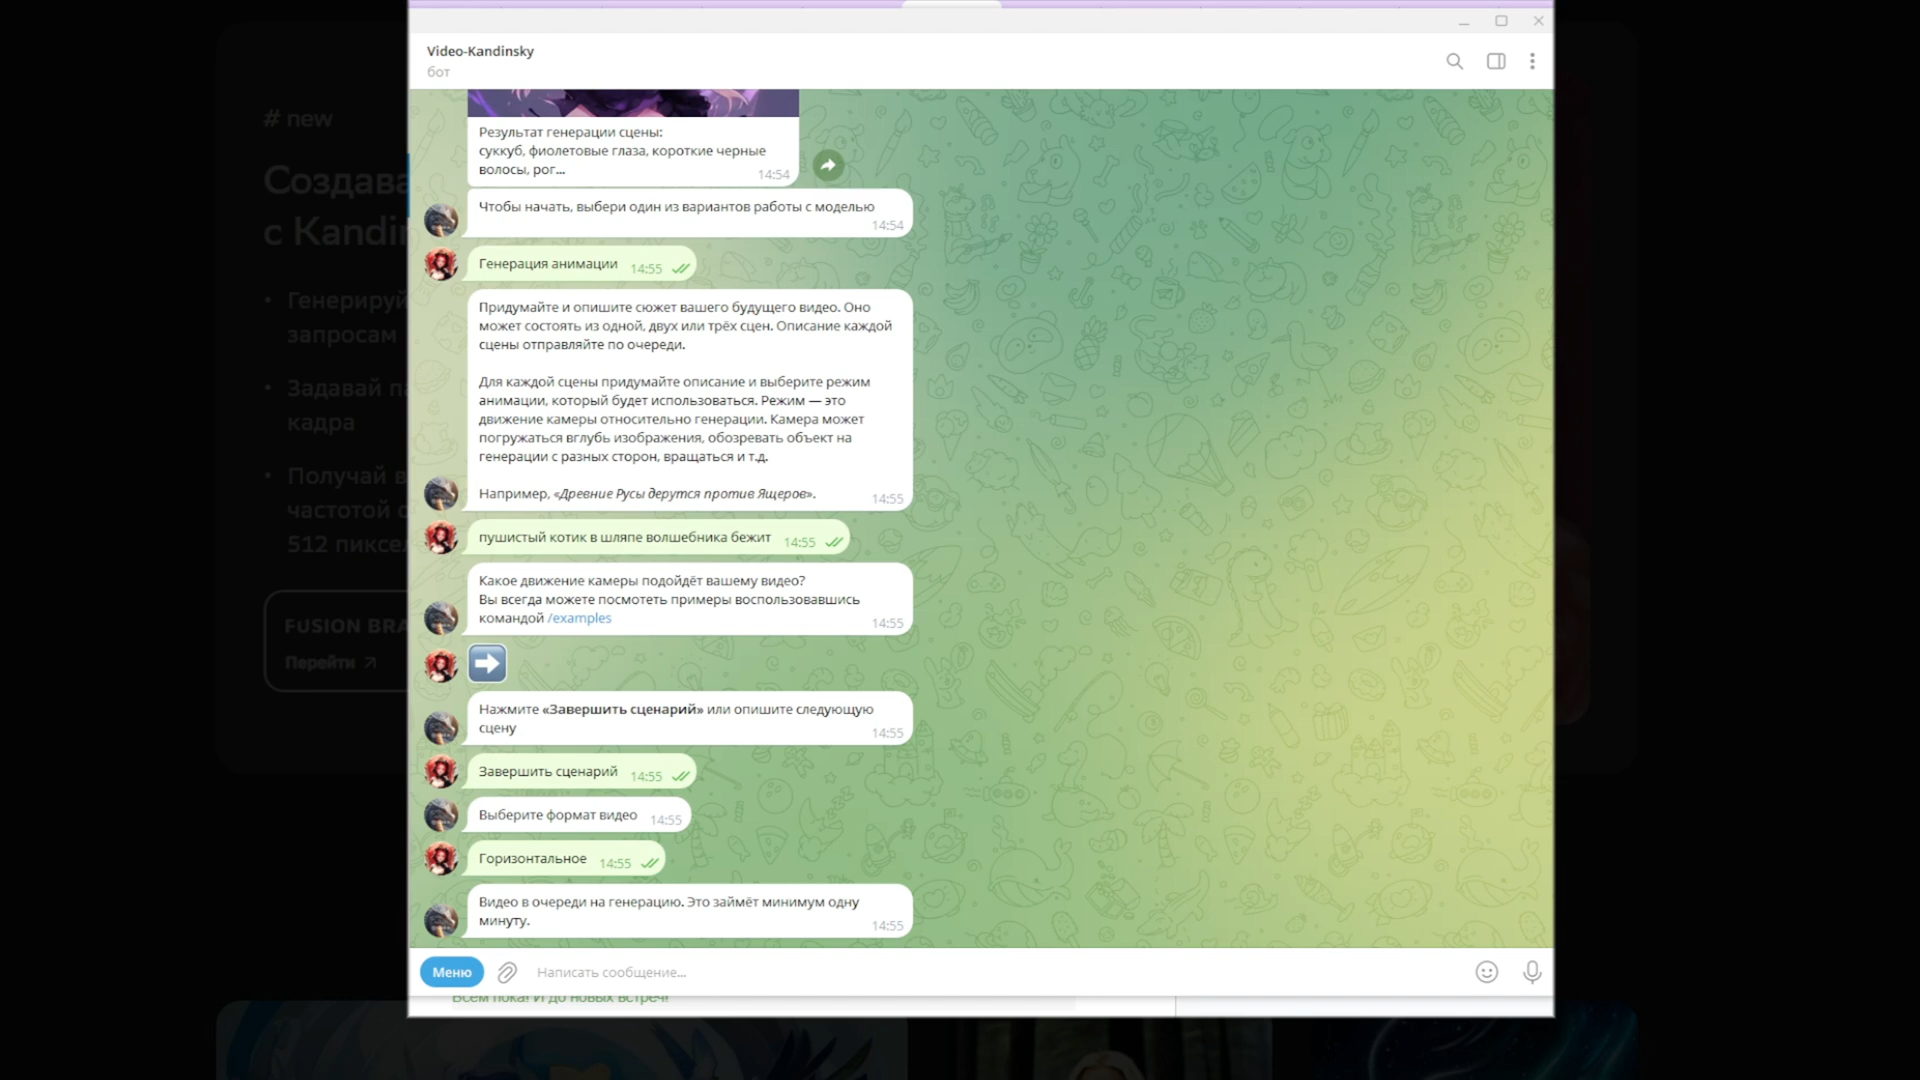 Video-Kandinsky
бот
# new
Создава
с Kandin
Генерируй
запросам
Задавай па
кадра
Получай в
частотой с
512 пиксел
FUSION BRA
Перейти
Результат генерации сцены:
суккуб, фиолетовые глаза, короткие черные
волосы, рог...
14:54
Чтобы начать, выбери один из вариантов работы с моделью
14:54
Генерация анимации 14:55
Придумайте и опишите сюжет вашего будущего видео. Оно
может состоять из одной, двух или трёх сцен. Описание каждой
сцены отправляйте по очереди.
Для каждой сцены придумайте описание и выберите режим
анимации, который будет использоваться. Режим — это
движение камеры относительно генерации. Камера может
погружаться вглубь изображения, обозревать объект на
генерации с разных сторон, вращаться и т.д.
Например, «Древние Русы дерутся против Ящеров».
14:55
пушистый котик в шляпе волшебника бежит 14:55
Какое движение камеры подойдёт вашему видео?
Вы всегда можете посмотеть примеры воспользовавшись
командой /examples
14:55
Нажмите «Завершить сценарий» или опишите следующую
сцену
14:55
Завершить сценарий 14:55
Выберите формат видео 14:55
Горизонтальное 14:55
Видео в очереди на генерацию. Это займёт минимум одну
минуту.
14:55
Меню
Написать сообщение...
Всем пока! И до новых встреч!